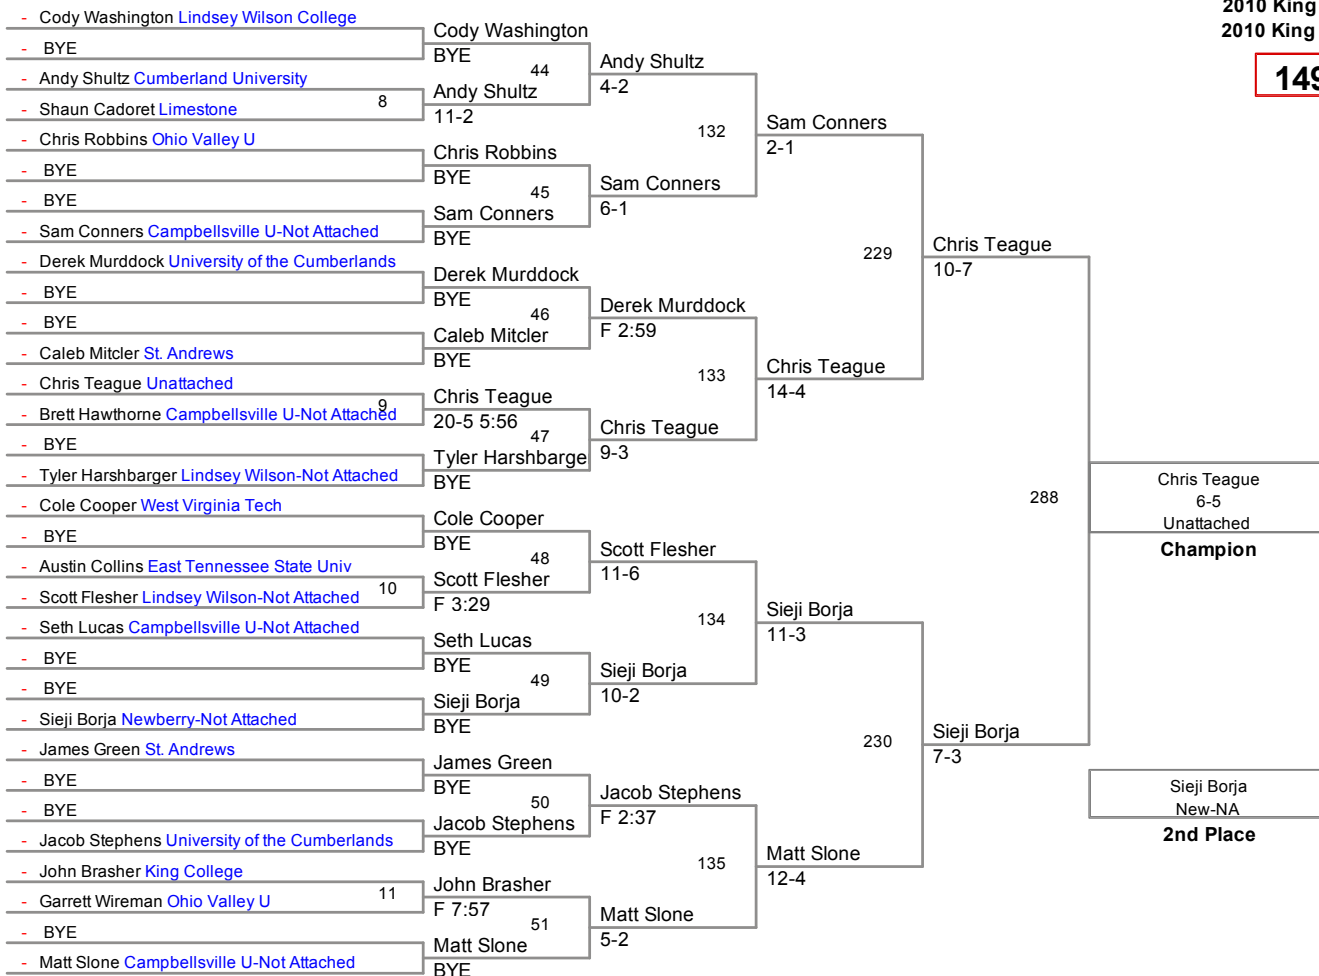 2010 King
2010 King
149
- Cody Washington Lindsey Wilson College
- BYE
- Andy Shultz Cumberland University
- Shaun Cadoret Limestone
8
- Chris Robbins Ohio Valley U
- BYE
- BYE
- Sam Conners Campbellsville U-Not Attached
- Derek Murddock University of the Cumberlands
- BYE
- BYE
- Caleb Mitcler St. Andrews
- Chris Teague Unattached
- Brett Hawthorne Campbellsville U-Not Attached
9
- BYE
- Tyler Harshbarger Lindsey Wilson-Not Attached
- Cole Cooper West Virginia Tech
- BYE
- Austin Collins East Tennessee State Univ
- Scott Flesher Lindsey Wilson-Not Attached
10
- Seth Lucas Campbellsville U-Not Attached
- BYE
- BYE
- Sieji Borja Newberry-Not Attached
- James Green St. Andrews
- BYE
- BYE
- Jacob Stephens University of the Cumberlands
- John Brasher King College
- Garrett Wireman Ohio Valley U
11
- BYE
- Matt Slone Campbellsville U-Not Attached
Cody Washington
BYE
44
Andy Shultz
11-2
Chris Robbins
BYE
45
Sam Conners
BYE
Derek Murddock
BYE
46
Caleb Mitcler
BYE
Chris Teague
20-5 5:56
47
Tyler Harshbarge
BYE
Cole Cooper
BYE
48
Scott Flesher
F 3:29
Seth Lucas
BYE
49
Sieji Borja
BYE
James Green
BYE
50
Jacob Stephens
BYE
John Brasher
F 7:57
51
Matt Slone
BYE
Andy Shultz
4-2
132
Sam Conners
6-1
Derek Murddock
F 2:59
133
Chris Teague
9-3
Scott Flesher
11-6
134
Sieji Borja
10-2
Jacob Stephens
F 2:37
135
Matt Slone
5-2
Sam Conners
2-1
229
Chris Teague
14-4
Sieji Borja
11-3
230
Matt Slone
12-4
Chris Teague
10-7
288
Sieji Borja
7-3
Chris Teague
6-5
Unattached
Champion
Sieji Borja
New-NA
2nd Place